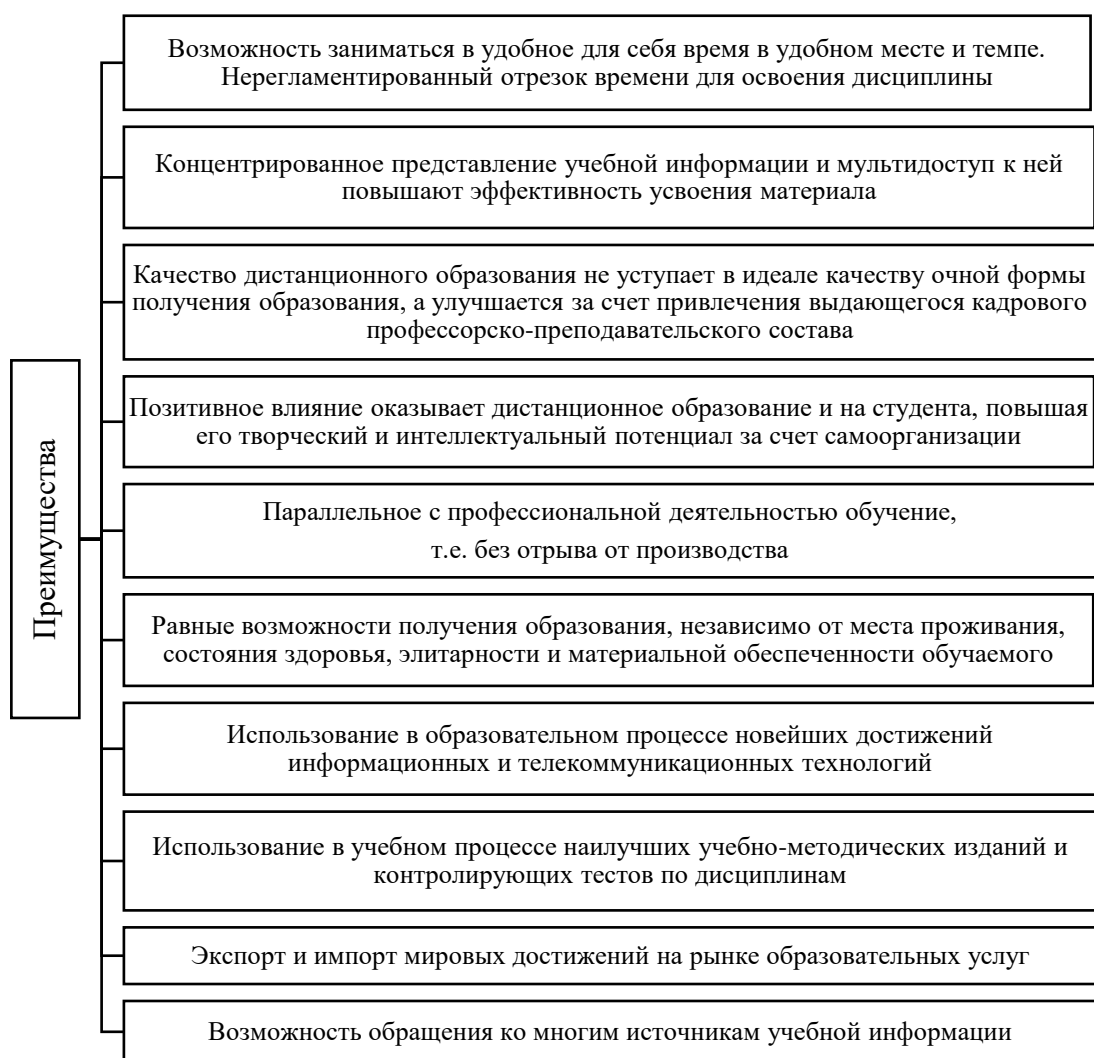 Преимущества
Возможность заниматься в удобное для себя время в удобном месте и темпе.
Нерегламентированный отрезок времени для освоения дисциплины
Концентрированное представление учебной информации и мультидоступ к ней
повышают эффективность усвоения материала
Качество дистанционного образования не уступает в идеале качеству очной формы
получения образования, а улучшается за счет привлечения выдающегося кадрового
профессорско-преподавательского состава
Позитивное влияние оказывает дистанционное образование и на студента, повышая
его творческий и интеллектуальный потенциал за счет самоорганизации
Параллельное с профессиональной деятельностью обучение,
т.е. без отрыва от производства
Равные возможности получения образования, независимо от места проживания,
состояния здоровья, элитарности и материальной обеспеченности обучаемого
Использование в образовательном процессе новейших достижений
информационных и телекоммуникационных технологий
Использование в учебном процессе наилучших учебно-методических изданий и
контролирующих тестов по дисциплинам
Экспорт и импорт мировых достижений на рынке образовательных услуг
Возможность обращения ко многим источникам учебной информации